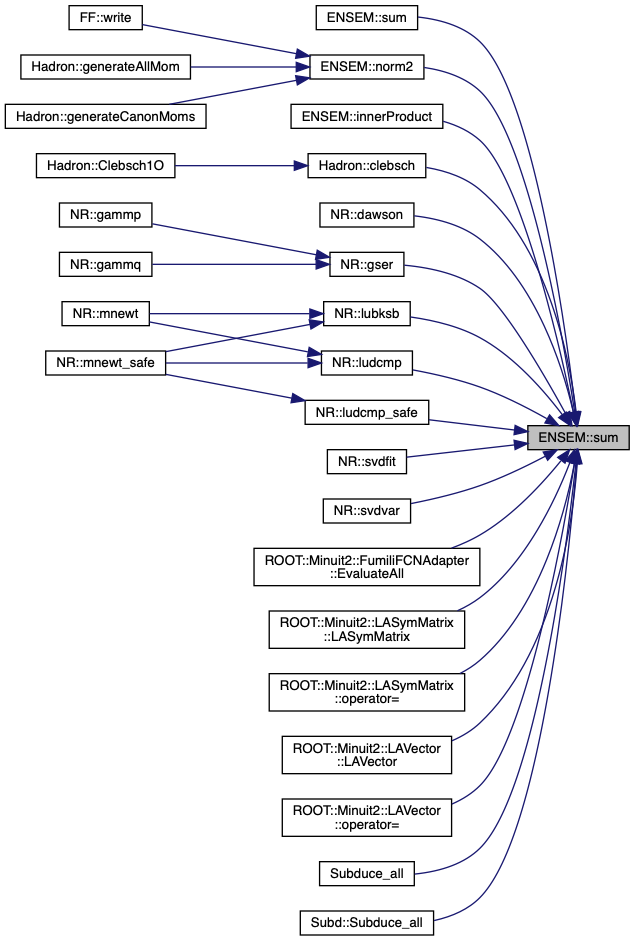 FF::write
ENSEM::sum
Hadron::generateAllMom
ENSEM::norm2
Hadron::generateCanonMoms
ENSEM::innerProduct
Hadron::Clebsch1O
Hadron::clebsch
NR::gammp
NR::dawson
NR::gammq
NR::gser
NR::mnewt
NR::lubksb
NR::mnewt_safe
NR::ludcmp
NR::ludcmp_safe
ENSEM::sum
NR::svdfit
NR::svdvar
ROOT::Minuit2::FumiliFCNAdapter
::EvaluateAll
ROOT::Minuit2::LASymMatrix
::LASymMatrix
ROOT::Minuit2::LASymMatrix
::operator=
ROOT::Minuit2::LAVector
::LAVector
ROOT::Minuit2::LAVector
::operator=
Subduce_all
Subd::Subduce_all